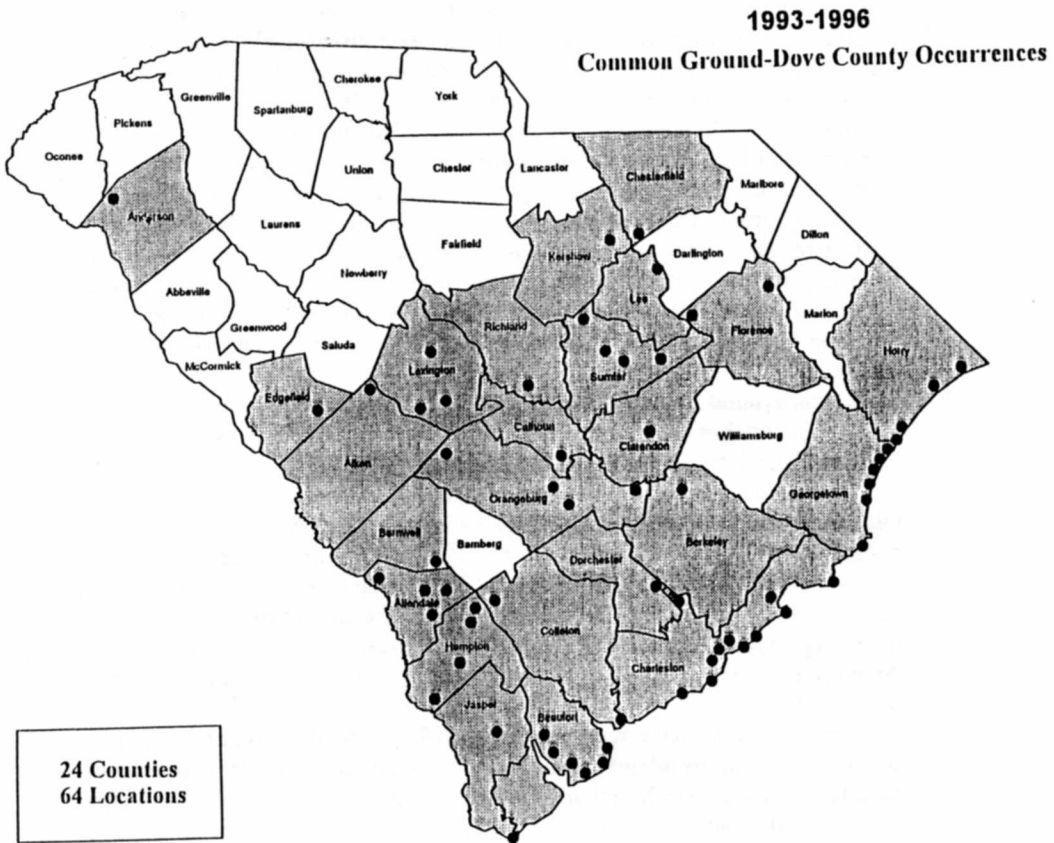 1993-1996
Common Ground-Dove County Occurrences
Cherokee
York
Greenville
Spartanburg
Pickens
Oconee
Union
Chester
Lancaster
Chesterfield
Marlboro
Anderson
Laurens
Fairfield
Kershaw
Darlington
Dillon
Newberry
Abbeville
Lee
Greenwood
Richland
Florence
Marion
Saluda
Horry
McCormick
Lexington
Sumter
Edgefield
Calhoun
Clarendon
Williamsburg
Aiken
Orangeburg
Georgetown
Barnwell
Bamberg
Berkeley
Dorchester
Allendale
Colleton
Hampton
Charleston
Jasper
Beaufort
24 Counties
64 Locations